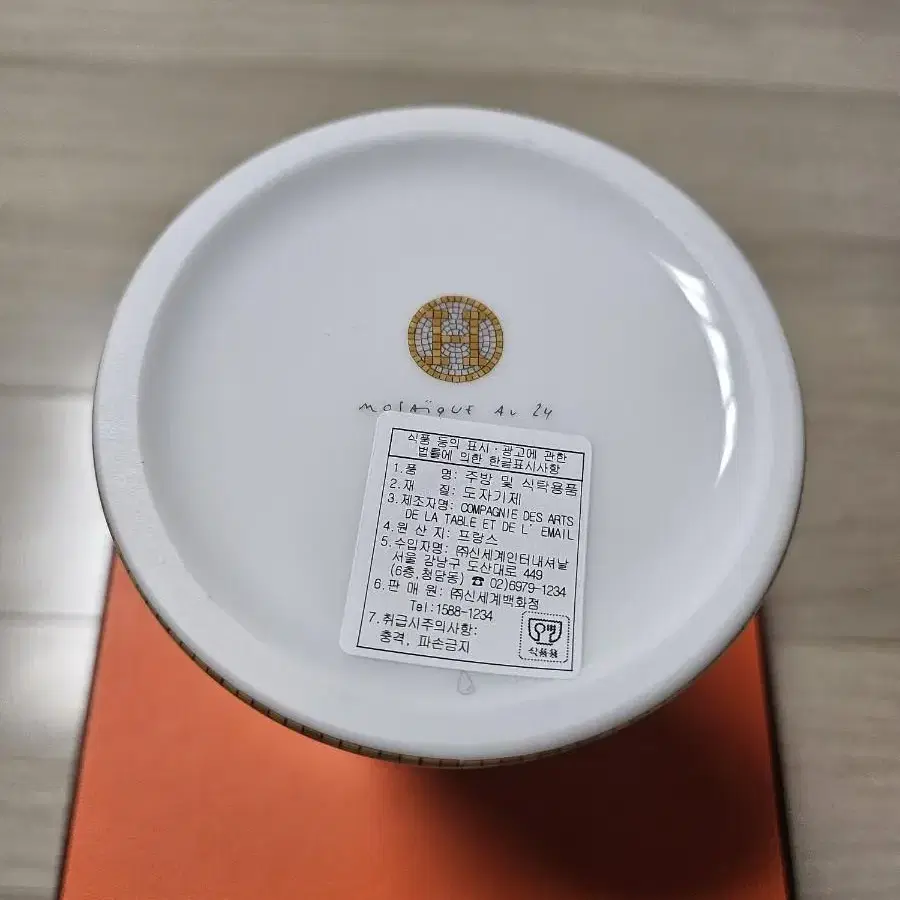 H
MOSAÏQUE AU 24
식품 등의 표시·광고에 관한
법률에 의한 한글표시사항
1. 품 명: 주방 및 식탁용품
2. 재 질: 도자기제
3. 제조자명: COMPAGNIE DES ARTS
DE LA TABLE ET DE L' EMAIL
4. 원 산 지: 프랑스
5. 수입자명: ㈜신세계인터내셔날
서울 강남구 도산대로 449
(6층,청담동) ☎ 02)6979-1234
6. 판 매 원: ㈜신세계백화점
Tel:1588-1234
7. 취급시주의사항:
충격, 파손금지
식품용